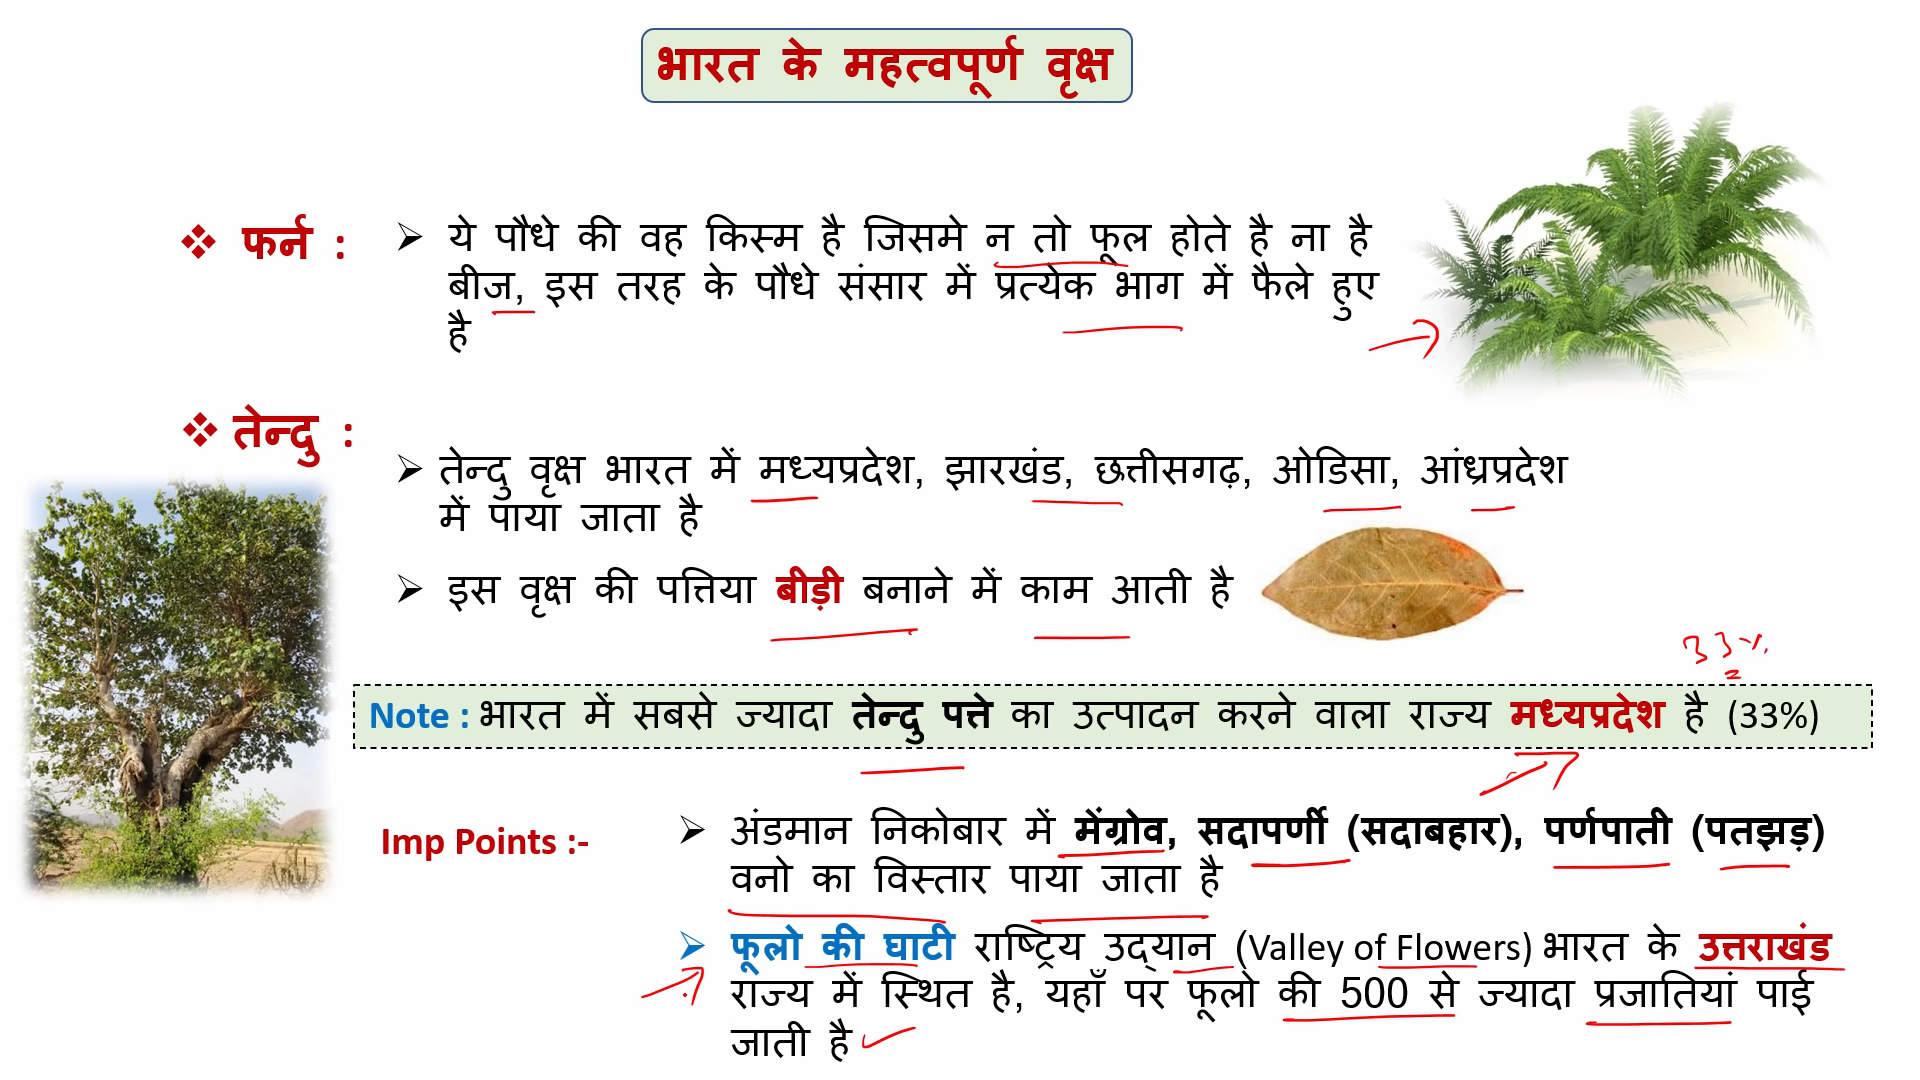 भारत के महत्वपूर्ण वृक्ष
❖ फर्न :
➢ ये पौधे की वह किस्म है जिसमे न तो फूल होते है ना है
बीज, इस तरह के पौधे संसार में प्रत्येक भाग में फैले हुए
है
❖ तेन्दु :
➢ तेन्दु वृक्ष भारत में मध्यप्रदेश, झारखंड, छत्तीसगढ़, ओडिसा, आंध्रप्रदेश
में पाया जाता है
➢ इस वृक्ष की पत्तिया बीड़ी बनाने में काम आती है
33%
Note : भारत में सबसे ज्यादा तेन्दु पत्ते का उत्पादन करने वाला राज्य मध्यप्रदेश है (33%)
Imp Points :-
➢ अंडमान निकोबार में मेंग्रोव, सदापर्णी (सदाबहार), पर्णपाती (पतझड़)
वनो का विस्तार पाया जाता है
➢ फूलो की घाटी राष्ट्रिय उद्यान (Valley of Flowers) भारत के उत्तराखंड
राज्य में स्थित है, यहाँ पर फूलो की 500 से ज्यादा प्रजातियां पाई
जाती है